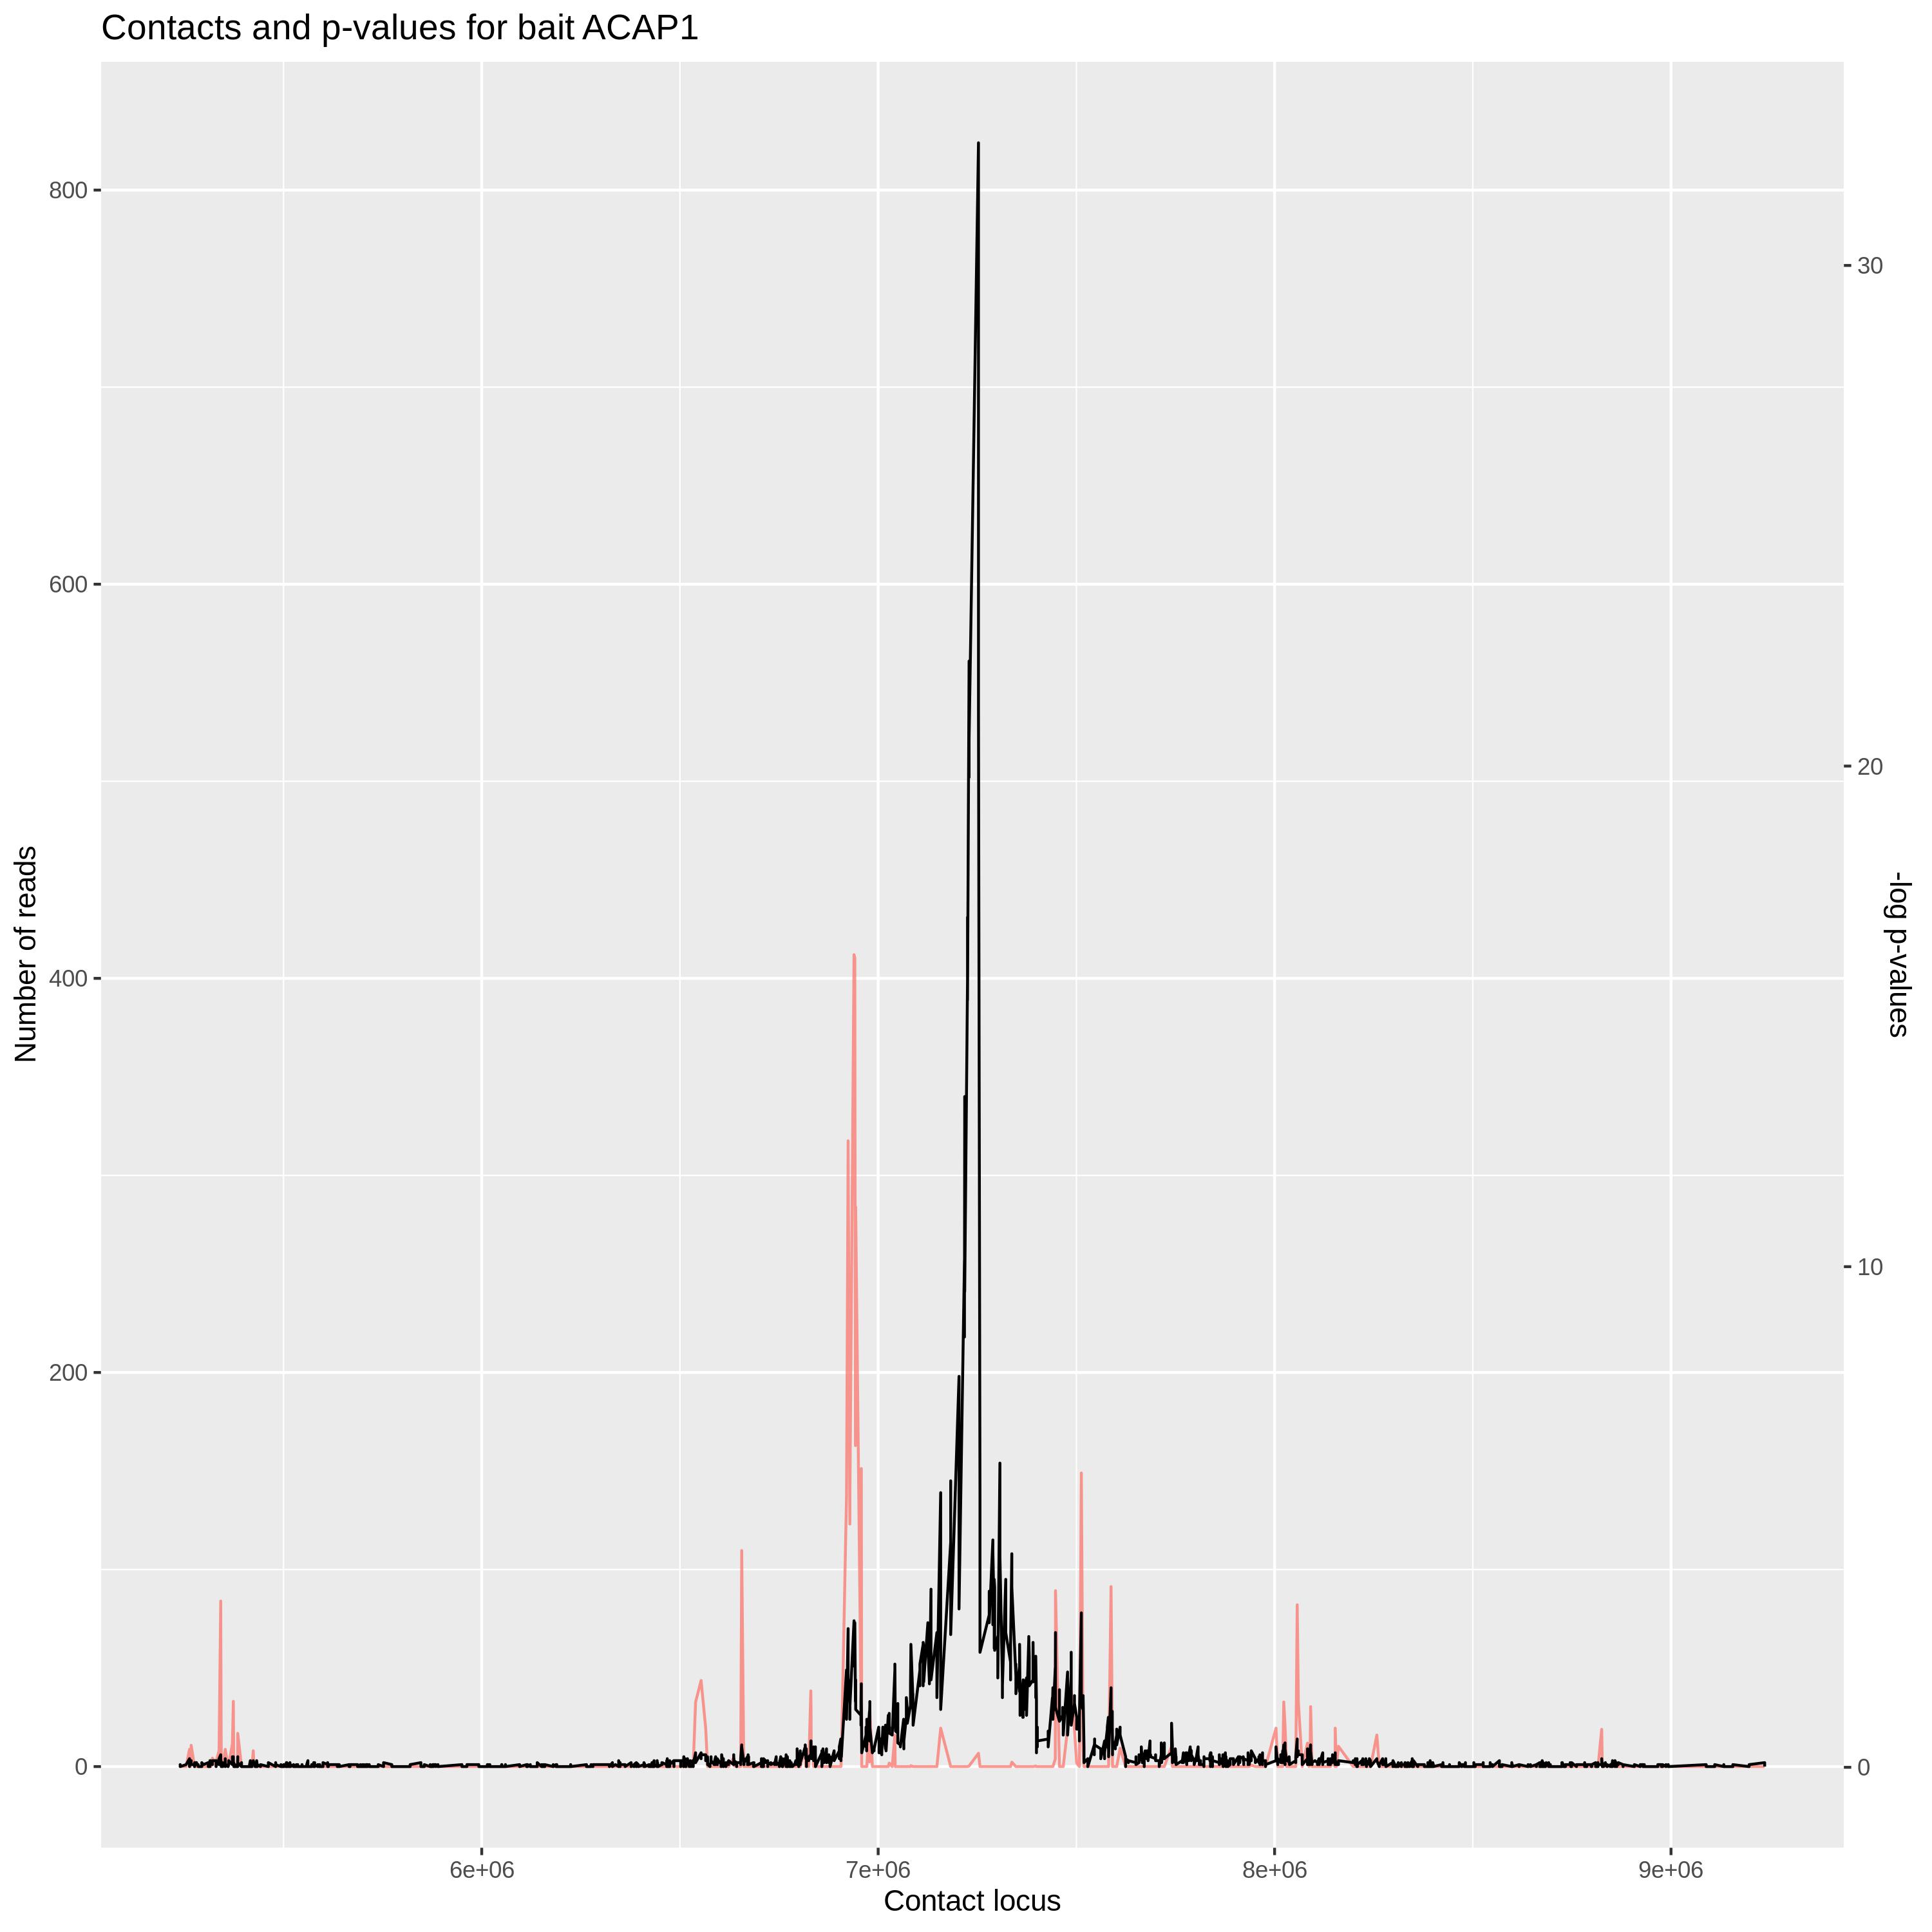 Contacts and p-values for bait ACAP1
800
600
400
200
0
Number of reads
30
20
10
0
-log p-values
6e+06
7e+06
8e+06
9e+06
Contact locus